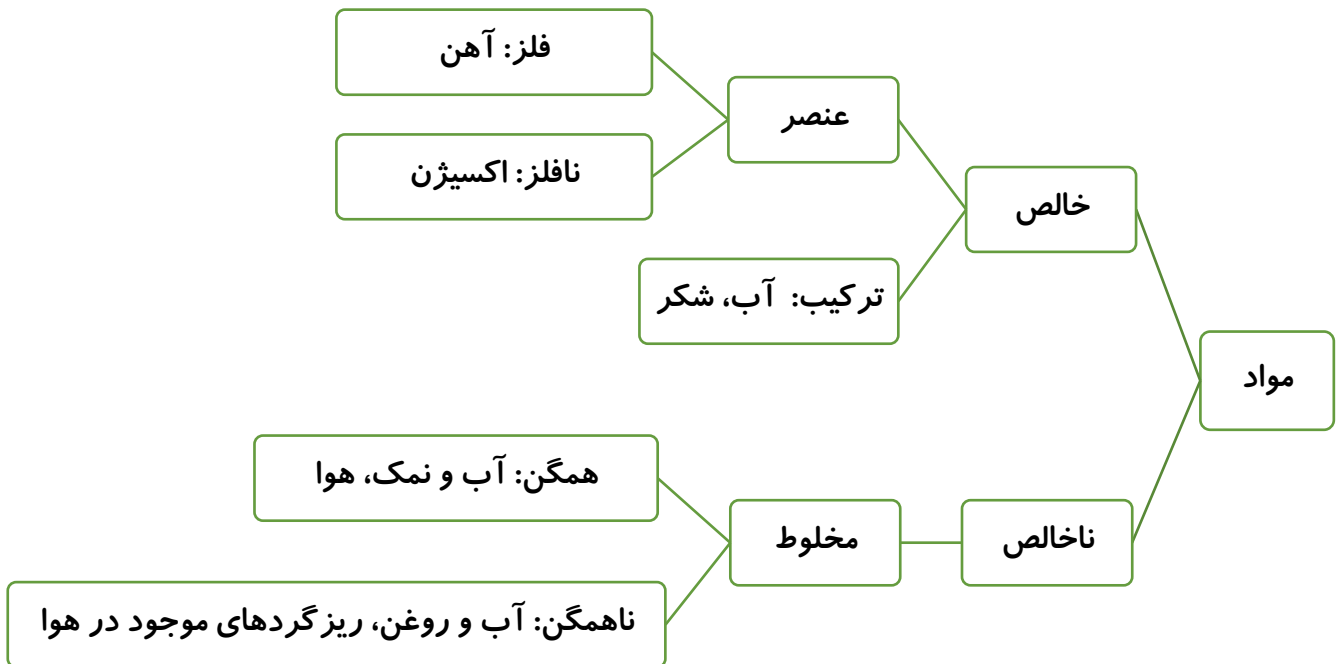 مواد
خالص
عنصر
فلز: آهن
نافلز: اکسیژن
ترکیب: آب، شکر
ناخالص
مخلوط
همگن: آب و نمک، هوا
ناهمگن: آب و روغن، ریزگردهای موجود در هوا